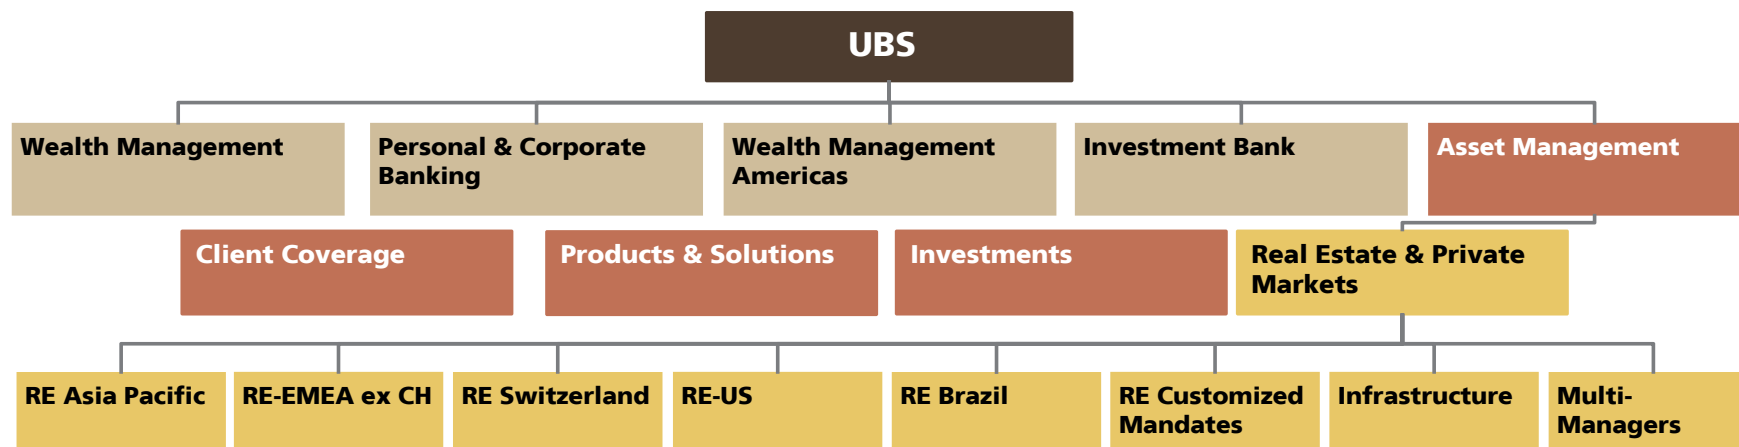 UBS
Wealth Management
Personal & Corporate
Banking
Wealth Management
Americas
Investment Bank
Asset Management
Client Coverage
Products & Solutions
Investments
Real Estate & Private
Markets
RE Asia Pacific
RE-EMEA ex CH
RE Switzerland
RE-US
RE Brazil
RE Customized
Mandates
Infrastructure
Multi-
Managers